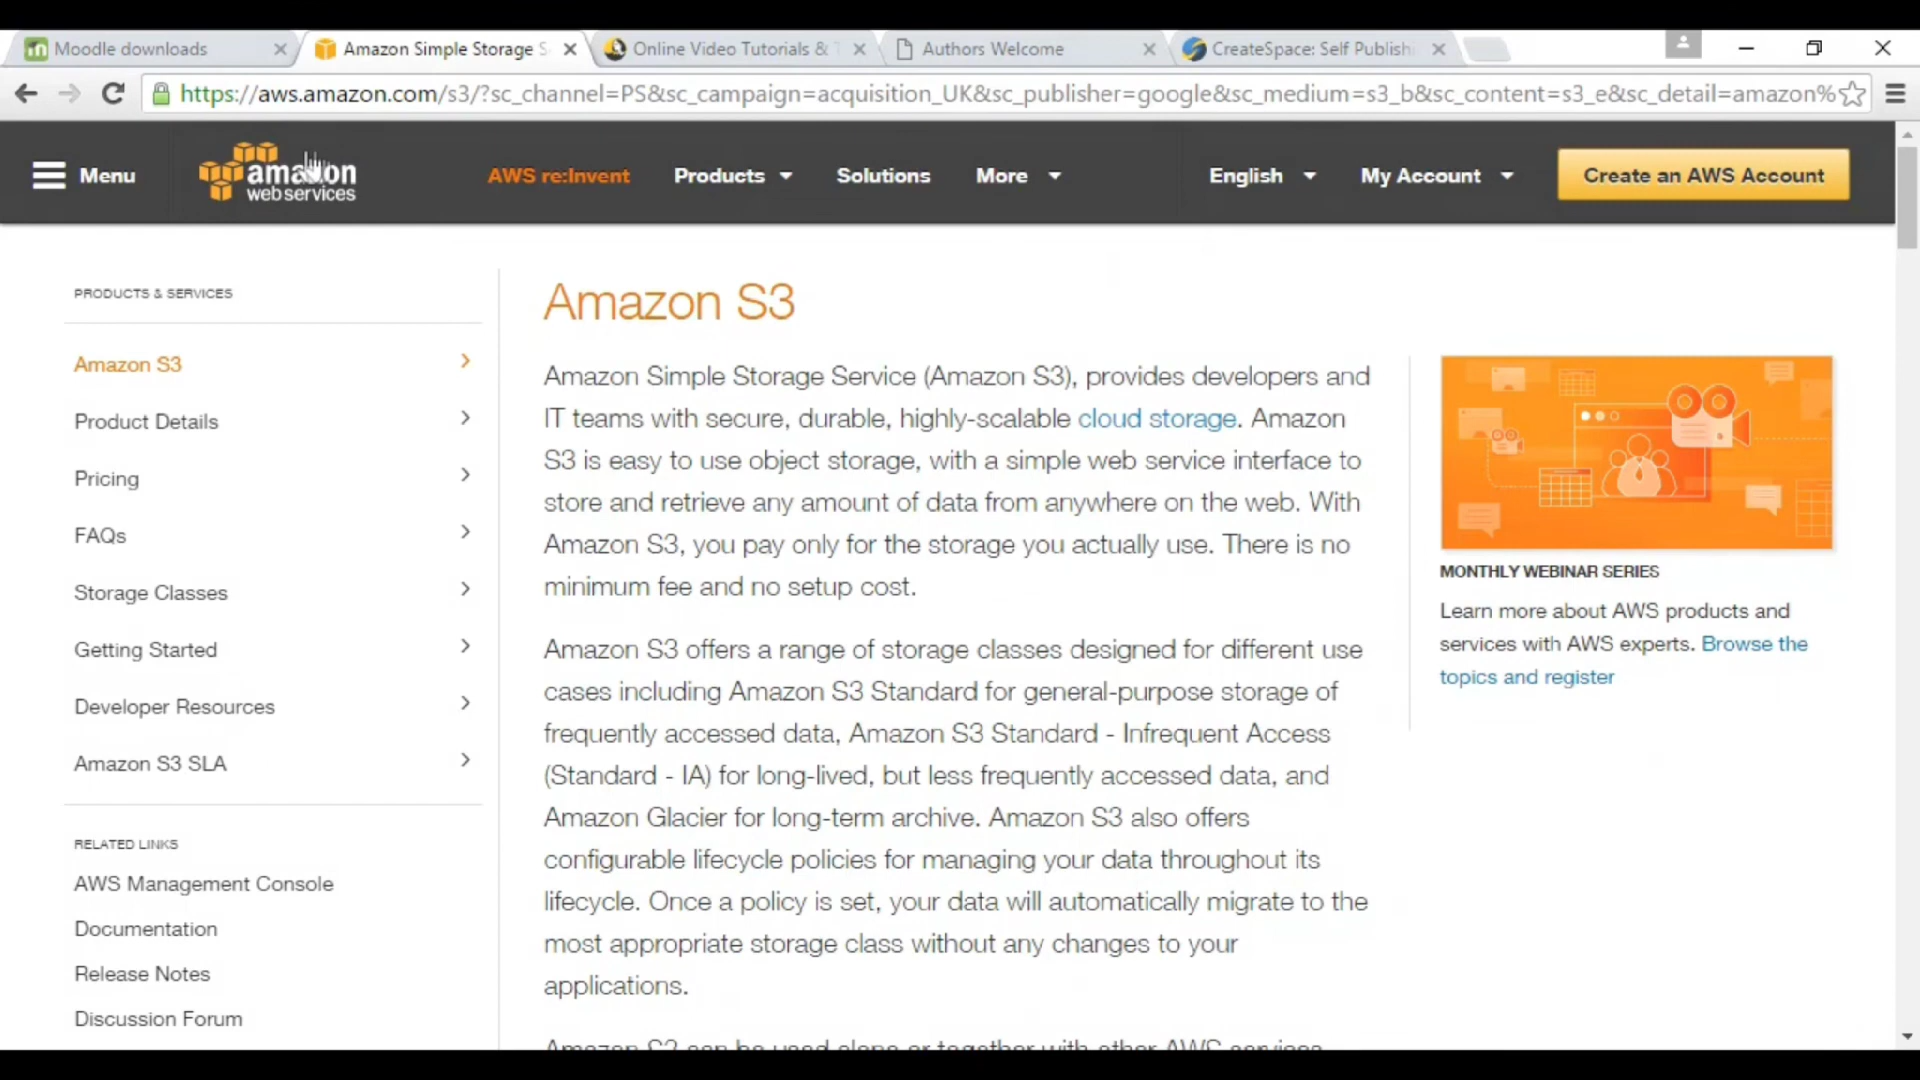 Moodle downloads
Amazon Simple Storage S
Online Video Tutorials &
Authors Welcome
CreateSpace: Self Publish
https://aws.amazon.com/s3/?sc_channel=PS&sc_campaign=acquisition_UK&sc_publisher=google&sc_medium=s3_b&sc_content=s3_e&sc_detail=amazon%
Menu
amazon
webservices
AWS re:Invent
Products
Solutions
More
English
My Account
Create an AWS Account
PRODUCTS & SERVICES
Amazon S3
Product Details
Pricing
FAQs
Storage Classes
Getting Started
Developer Resources
Amazon S3 SLA
RELATED LINKS
AWS Management Console
Documentation
Release Notes
Discussion Forum
Amazon S3
Amazon Simple Storage Service (Amazon S3), provides developers and
IT teams with secure, durable, highly-scalable cloud storage. Amazon
S3 is easy to use object storage, with a simple web service interface to
store and retrieve any amount of data from anywhere on the web. With
Amazon S3, you pay only for the storage you actually use. There is no
minimum fee and no setup cost.
Amazon S3 offers a range of storage classes designed for different use
cases including Amazon S3 Standard for general-purpose storage of
frequently accessed data, Amazon S3 Standard - Infrequent Access
(Standard - IA) for long-lived, but less frequently accessed data, and
Amazon Glacier for long-term archive. Amazon S3 also offers
configurable lifecycle policies for managing your data throughout its
lifecycle. Once a policy is set, your data will automatically migrate to the
most appropriate storage class without any changes to your
applications.
Amazon S3 can be used alone or together with other AWS services
MONTHLY WEBINAR SERIES
Learn more about AWS products and
services with AWS experts. Browse the
topics and register